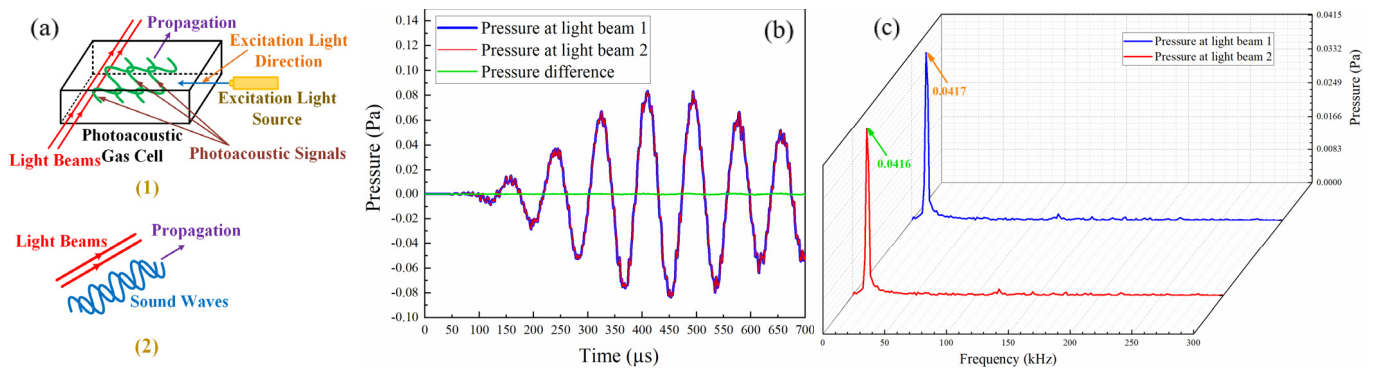 (a)
Propagation
Excitation Light
Direction
Excitation Light
Source
Photoacoustic
Gas Cell
Light Beams
Photoacoustic Signals
(1)
Light Beams
Propagation
Sound Waves
(2)
(b)
Pressure at light beam 1
Pressure at light beam 2
Pressure difference
Pressure (Pa)
0.14
0.12
0.10
0.08
0.06
0.04
0.02
0.00
-0.02
-0.04
-0.06
-0.08
-0.10
0 50 100 150 200 250 300 350 400 450 500 550 600 650 700
Time (µs)
(c)
Pressure at light beam 1
Pressure at light beam 2
0.0417
0.0416
0.0415
0.0332
0.0249
0.0166
0.0083
0.0000
Pressure (Pa)
0 50 100 150 200 250 300
Frequency (kHz)